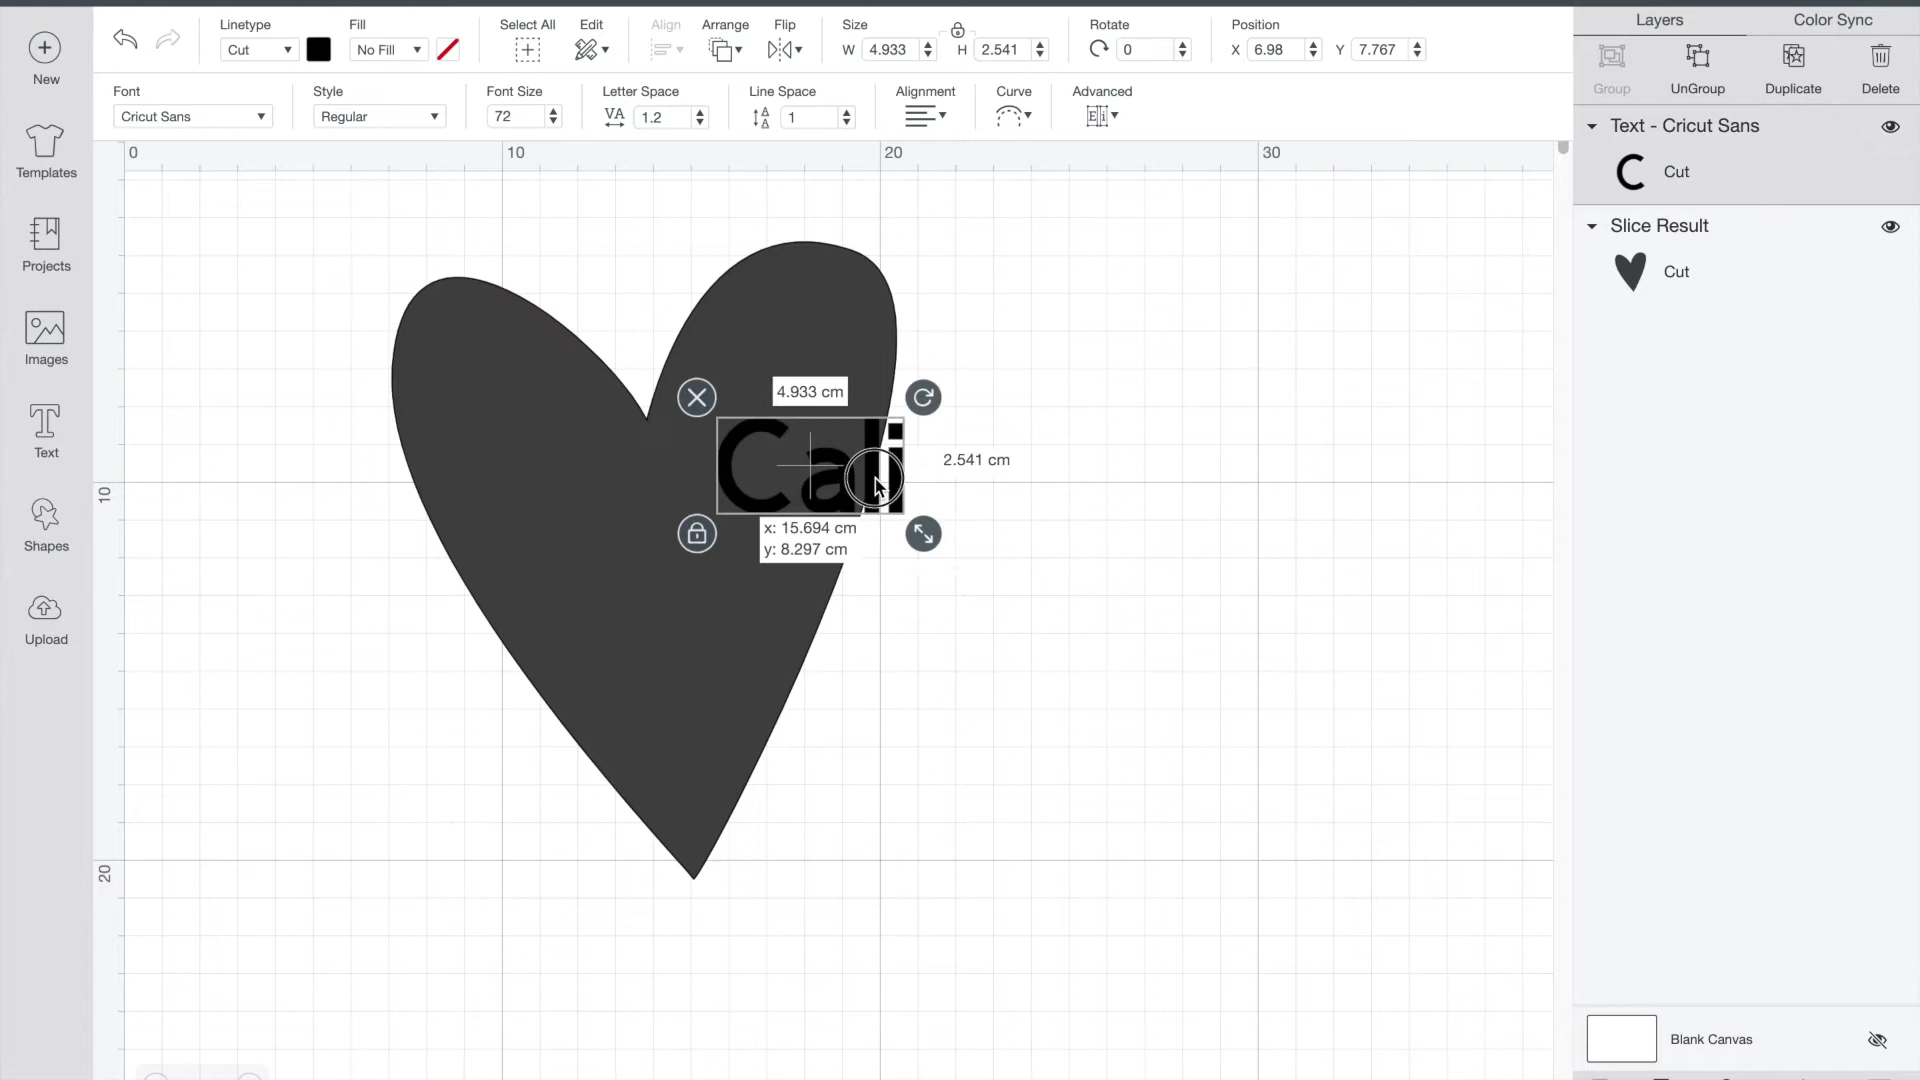 Linetype
Fill
Select All
Edit
Align
Arrange
Flip
Size
Rotate
Position
Layers
Color Sync
Cut
No Fill
W 4.933
H 2.541
0
X 6.98
Y 7.767
New
Group
UnGroup
Duplicate
Delete
Font
Style
Font Size
Letter Space
Line Space
Alignment
Curve
Advanced
Cricut Sans
Regular
72
VA 1.2
1
Templates
Projects
Images
Text
Shapes
Upload
0
10
20
30
10
20
4.933 cm
Cali
2.541 cm
x: 15.694 cm
y: 8.297 cm
Text - Cricut Sans
C Cut
Slice Result
Cut
Blank Canvas